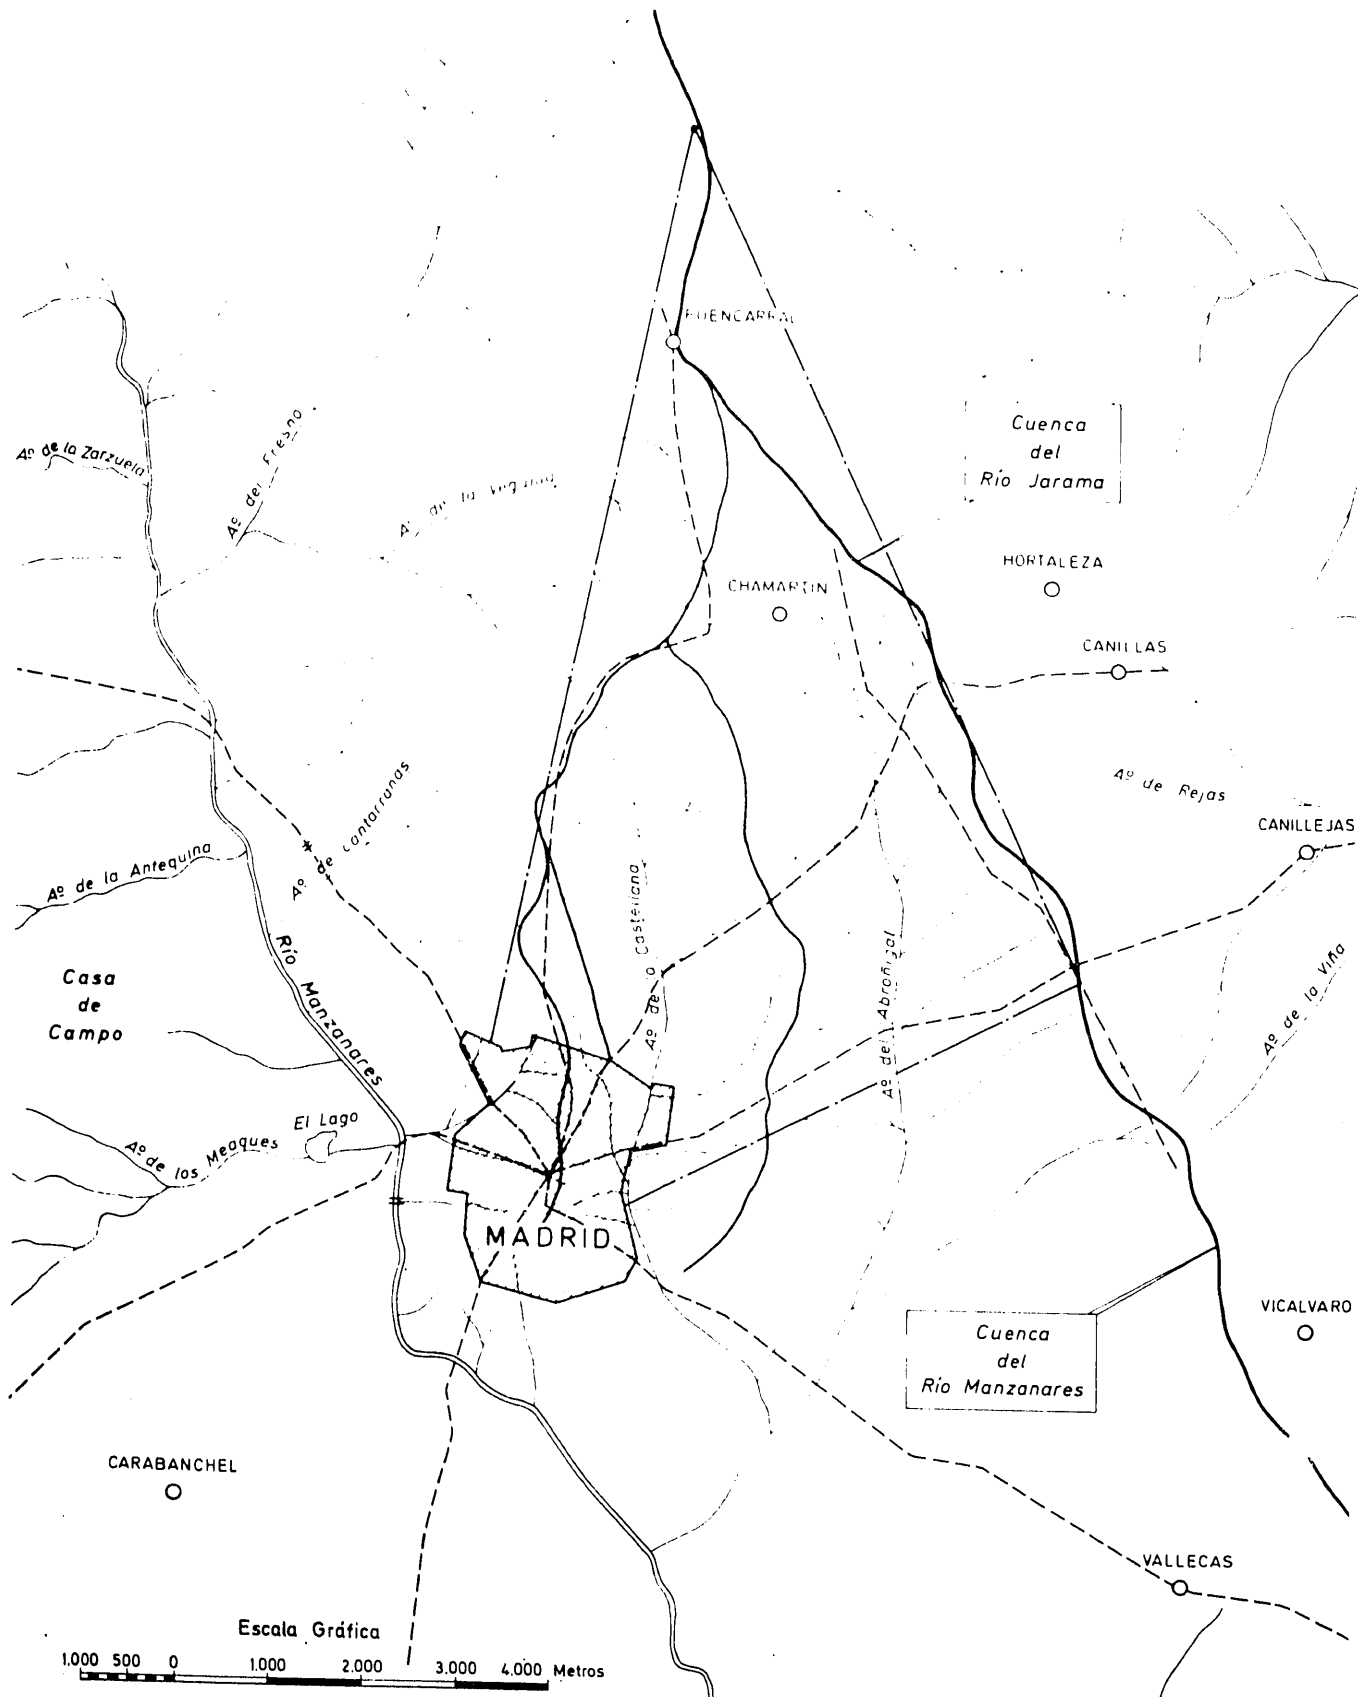 FUENCARRAL
Cuenca
del
Río Jarama
Aº de la Zarzuela
Aº del Fresno
Aº de la
HORTALEZA
CHAMARTIN
CANILLAS
Aº de Rejas
CANILLEJAS
Aº de Cantarranas
Aº de la Antequina
Aº de la Castellana
Aº del Abroñigal
Aº de la Viña
Río Manzanares
Casa
de
Campo
El Lago
Aº de los Meaques
MADRID
VICALVARO
Cuenca
del
Río Manzanares
CARABANCHEL
VALLECAS
Escala Gráfica
1.000 500 0 1.000 2.000 3.000 4.000 Metros